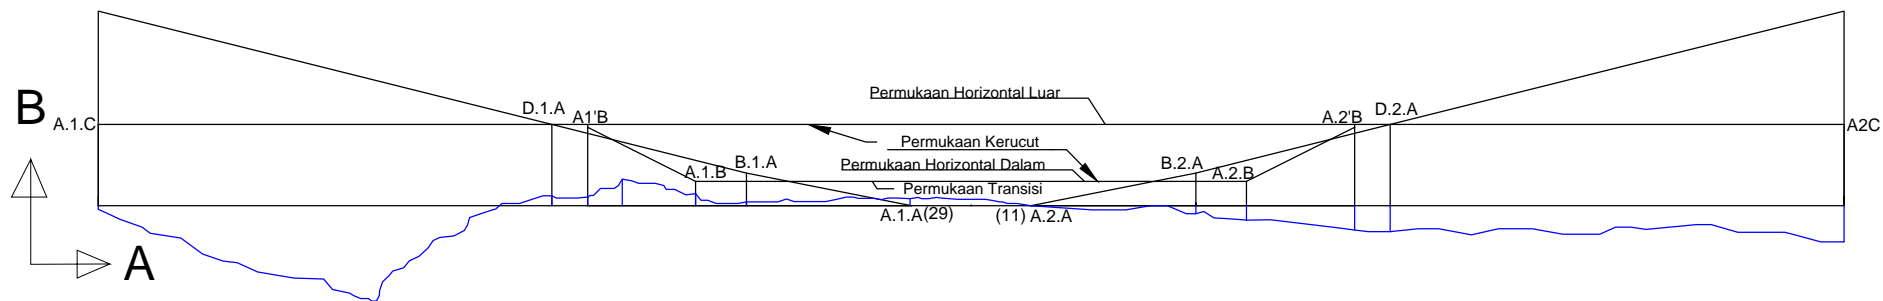 Permukaan Horizontal Luar
B
A.1.C
D.1.A
A1'B
A.2'B
D.2.A
A2C
Permukaan Kerucut
Permukaan Horizontal Dalam
A.1.B
B.1.A
B.2.A
A.2.B
Permukaan Transisi
A.1.A (29)
(11) A.2.A
A